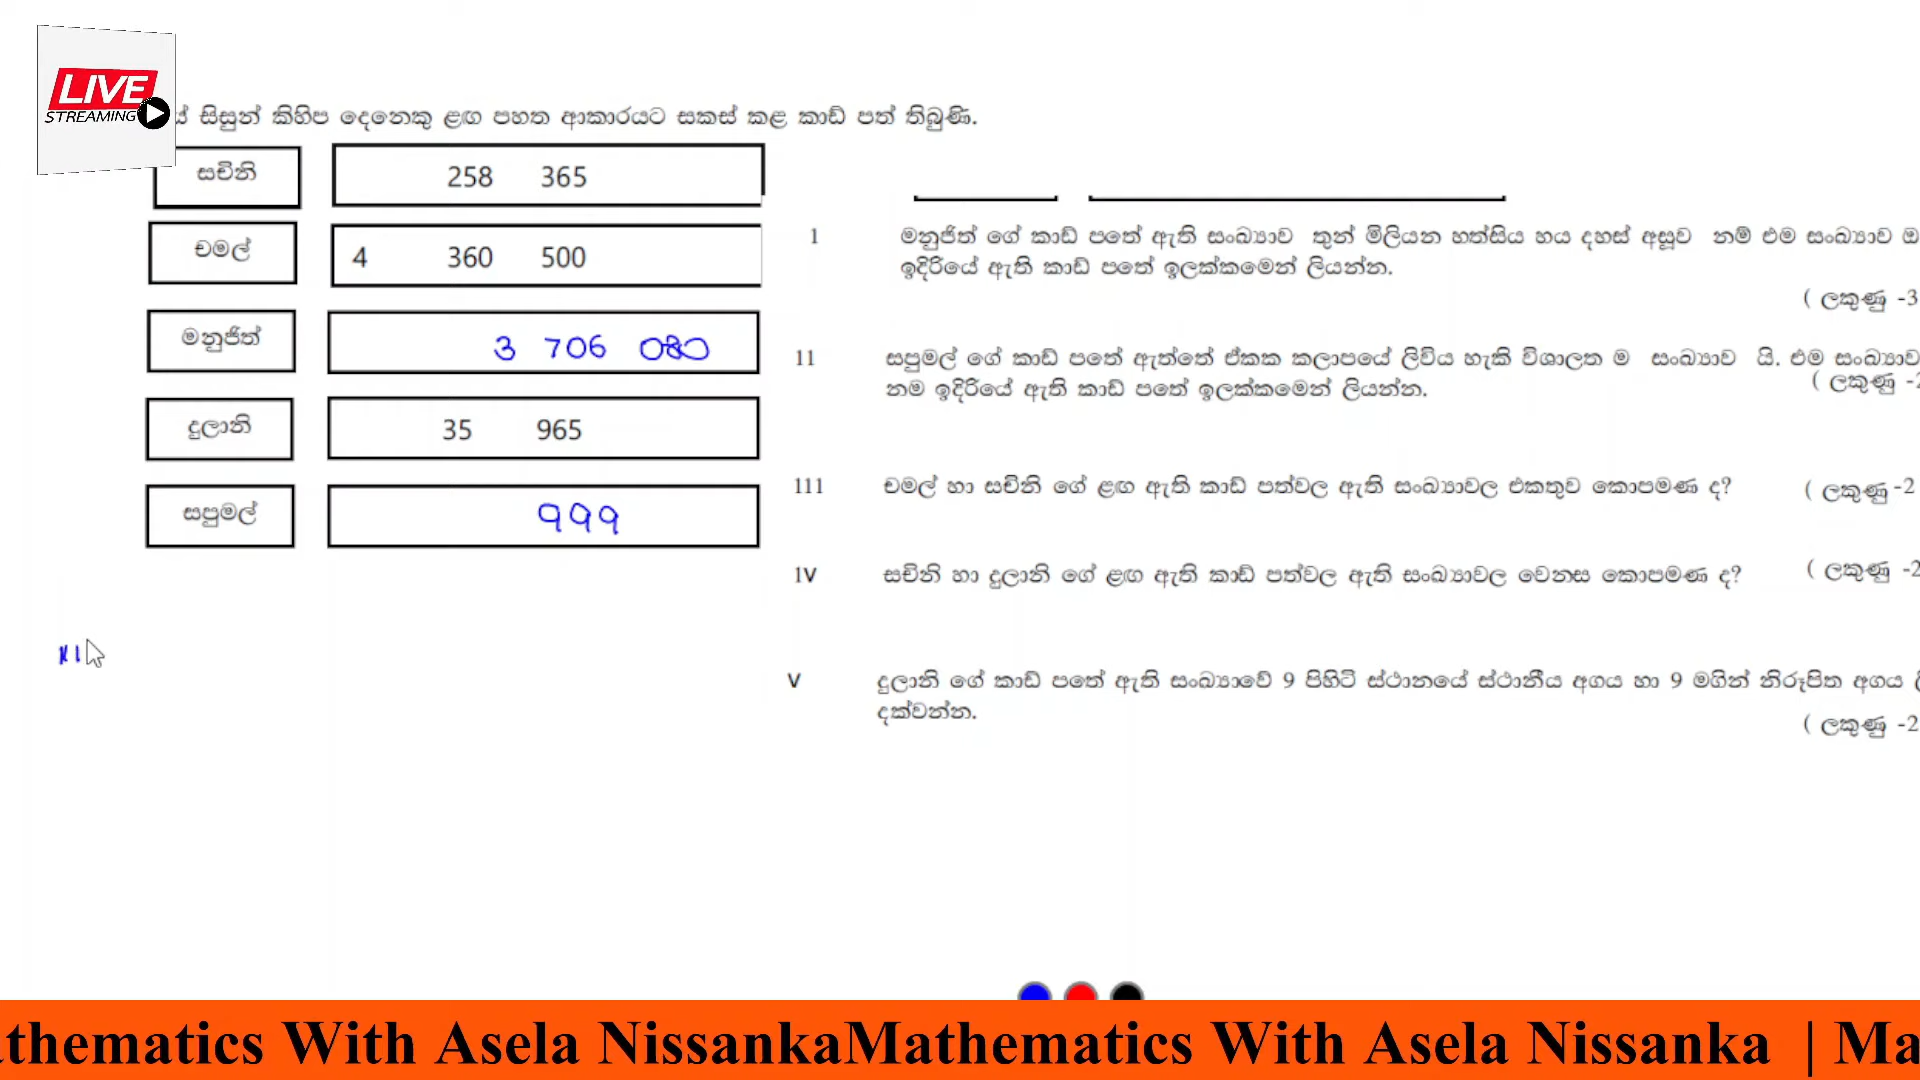 LIVE
STREAMING
සිසුන් කිහිප දෙනෙකු ළඟ පහත ආකාරයට සකස් කළ කාඩ් පත් තිබුණි.
සචිනි 258 365
චමල් 4 360 500
මනුජිත් 3 706 080
දුලානි 35 965
සපුමල් 999
1 මනුජිත් ගේ කාඩ් පතේ ඇති සංඛ්‍යාව තුන් මිලියන හත්සිය හය දහස් අසූව නම් එම සංඛ්‍යාව ඔ
ඉදිරියේ ඇති කාඩ් පතේ ඉලක්කමෙන් ලියන්න.
( ලකුණු -3
11 සපුමල් ගේ කාඩ් පතේ ඇත්තේ ඒකක කලාපයේ ලිවිය හැකි විශාලත ම සංඛ්‍යාව යි. එම සංඛ්‍යාව
නම ඉදිරියේ ඇති කාඩ් පතේ ඉලක්කමෙන් ලියන්න.
( ලකුණු -2
111 චමල් හා සචිනි ගේ ළඟ ඇති කාඩ් පත්වල ඇති සංඛ්‍යාවල එකතුව කොපමණ ද? ( ලකුණු -2
1V සචිනි හා දුලානි ගේ ළඟ ඇති කාඩ් පත්වල ඇති සංඛ්‍යාවල වෙනස කොපමණ ද? ( ලකුණු -2
V දුලානි ගේ කාඩ් පතේ ඇති සංඛ්‍යාවේ 9 පිහිටි ස්ථානයේ ස්ථානීය අගය හා 9 මගින් නිරූපිත අගය ලි
දක්වන්න.
( ලකුණු -2
athematics With Asela NissankaMathematics With Asela Nissanka | Ma